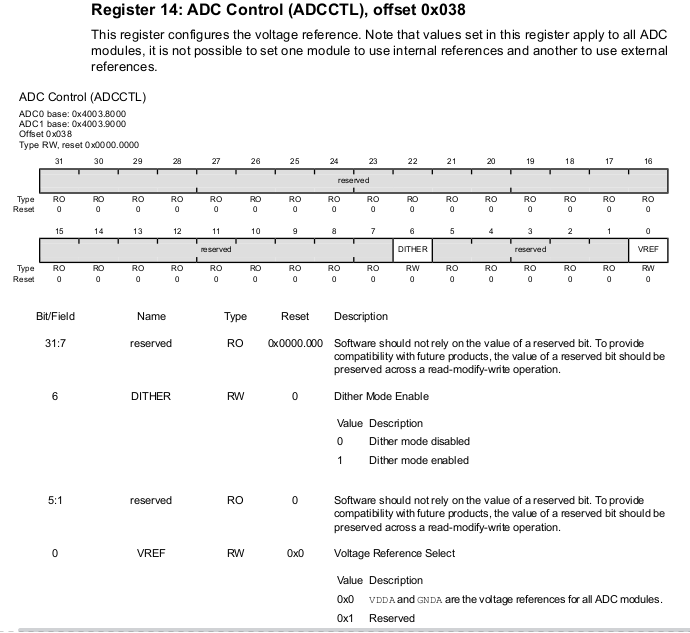 Register 14: ADC Control (ADCCTL), offset 0x038
This register configures the voltage reference. Note that values set in this register apply to all ADC
modules, it is not possible to set one module to use internal references and another to use external
references.
ADC Control (ADCCTL)
ADC0 base: 0x4003.8000
ADC1 base: 0x4003.9000
Offset 0x038
Type RW, reset 0x0000.0000
31 30 29 28 27 26 25 24 23 22 21 20 19 18 17 16
reserved
Type RO RO RO RO RO RO RO RO RO RO RO RO RO RO RO RO
Reset 0 0 0 0 0 0 0 0 0 0 0 0 0 0 0 0
15 14 13 12 11 10 9 8 7 6 5 4 3 2 1 0
reserved DITHER reserved VREF
Type RO RO RO RO RO RO RO RO RO RW RO RO RO RO RO RW
Reset 0 0 0 0 0 0 0 0 0 0 0 0 0 0 0 0
Bit/Field Name Type Reset Description
31:7 reserved RO 0x0000.000 Software should not rely on the value of a reserved bit. To provide
compatibility with future products, the value of a reserved bit should be
preserved across a read-modify-write operation.
6 DITHER RW 0 Dither Mode Enable
Value Description
0 Dither mode disabled
1 Dither mode enabled
5:1 reserved RO 0 Software should not rely on the value of a reserved bit. To provide
compatibility with future products, the value of a reserved bit should be
preserved across a read-modify-write operation.
0 VREF RW 0x0 Voltage Reference Select
Value Description
0x0 VDDA and GNDA are the voltage references for all ADC modules.
0x1 Reserved